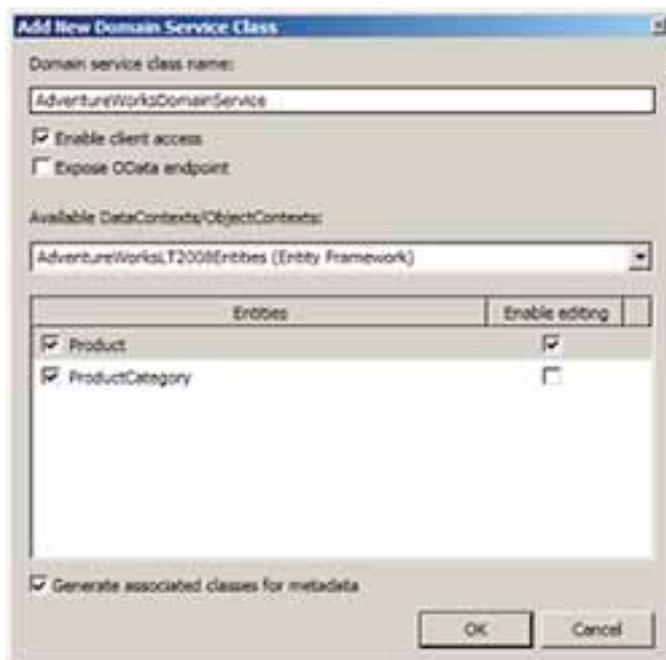 Add New Domain Service Class
Domain service class name:
AdventureWorksDomainService
Enable client access
Expose OData endpoint
Available DataContexts/ObjectContexts:
AdventureWorksLT2008Entities (Entity Framework)
Entities Enable editing
Product
ProductCategory
Generate associated classes for metadata
OK Cancel